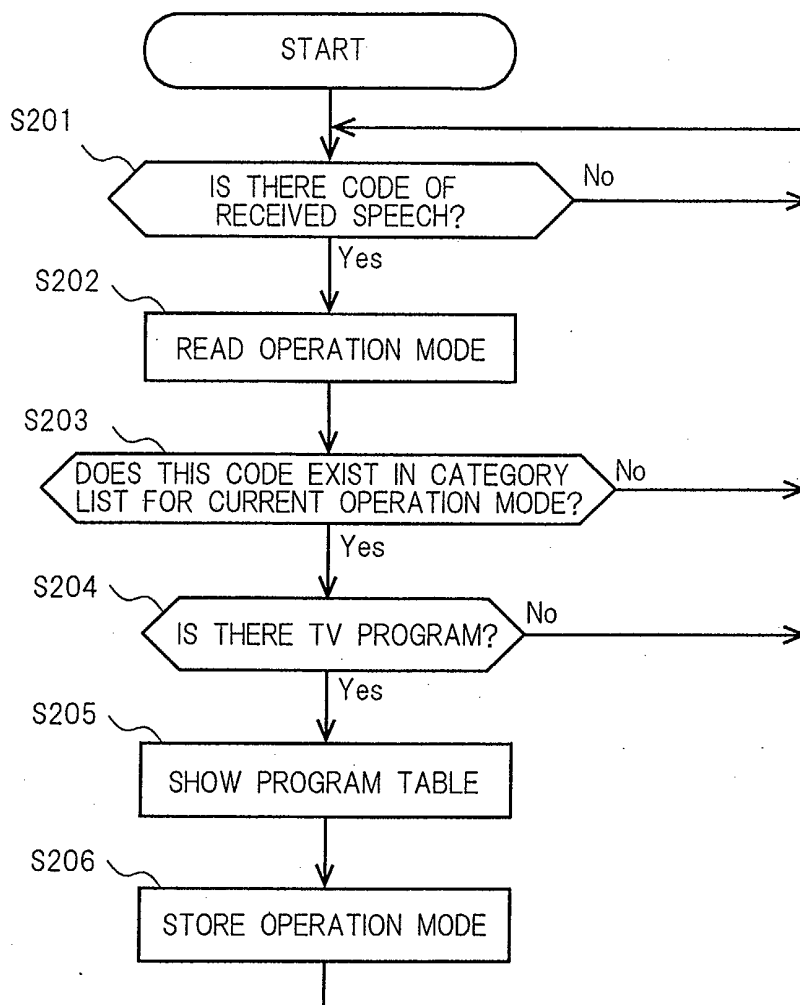 START
S201
IS THERE CODE OF
RECEIVED SPEECH?
No
Yes
S202
READ OPERATION MODE
S203
DOES THIS CODE EXIST IN CATEGORY
LIST FOR CURRENT OPERATION MODE?
No
Yes
S204
IS THERE TV PROGRAM?
No
Yes
S205
SHOW PROGRAM TABLE
S206
STORE OPERATION MODE